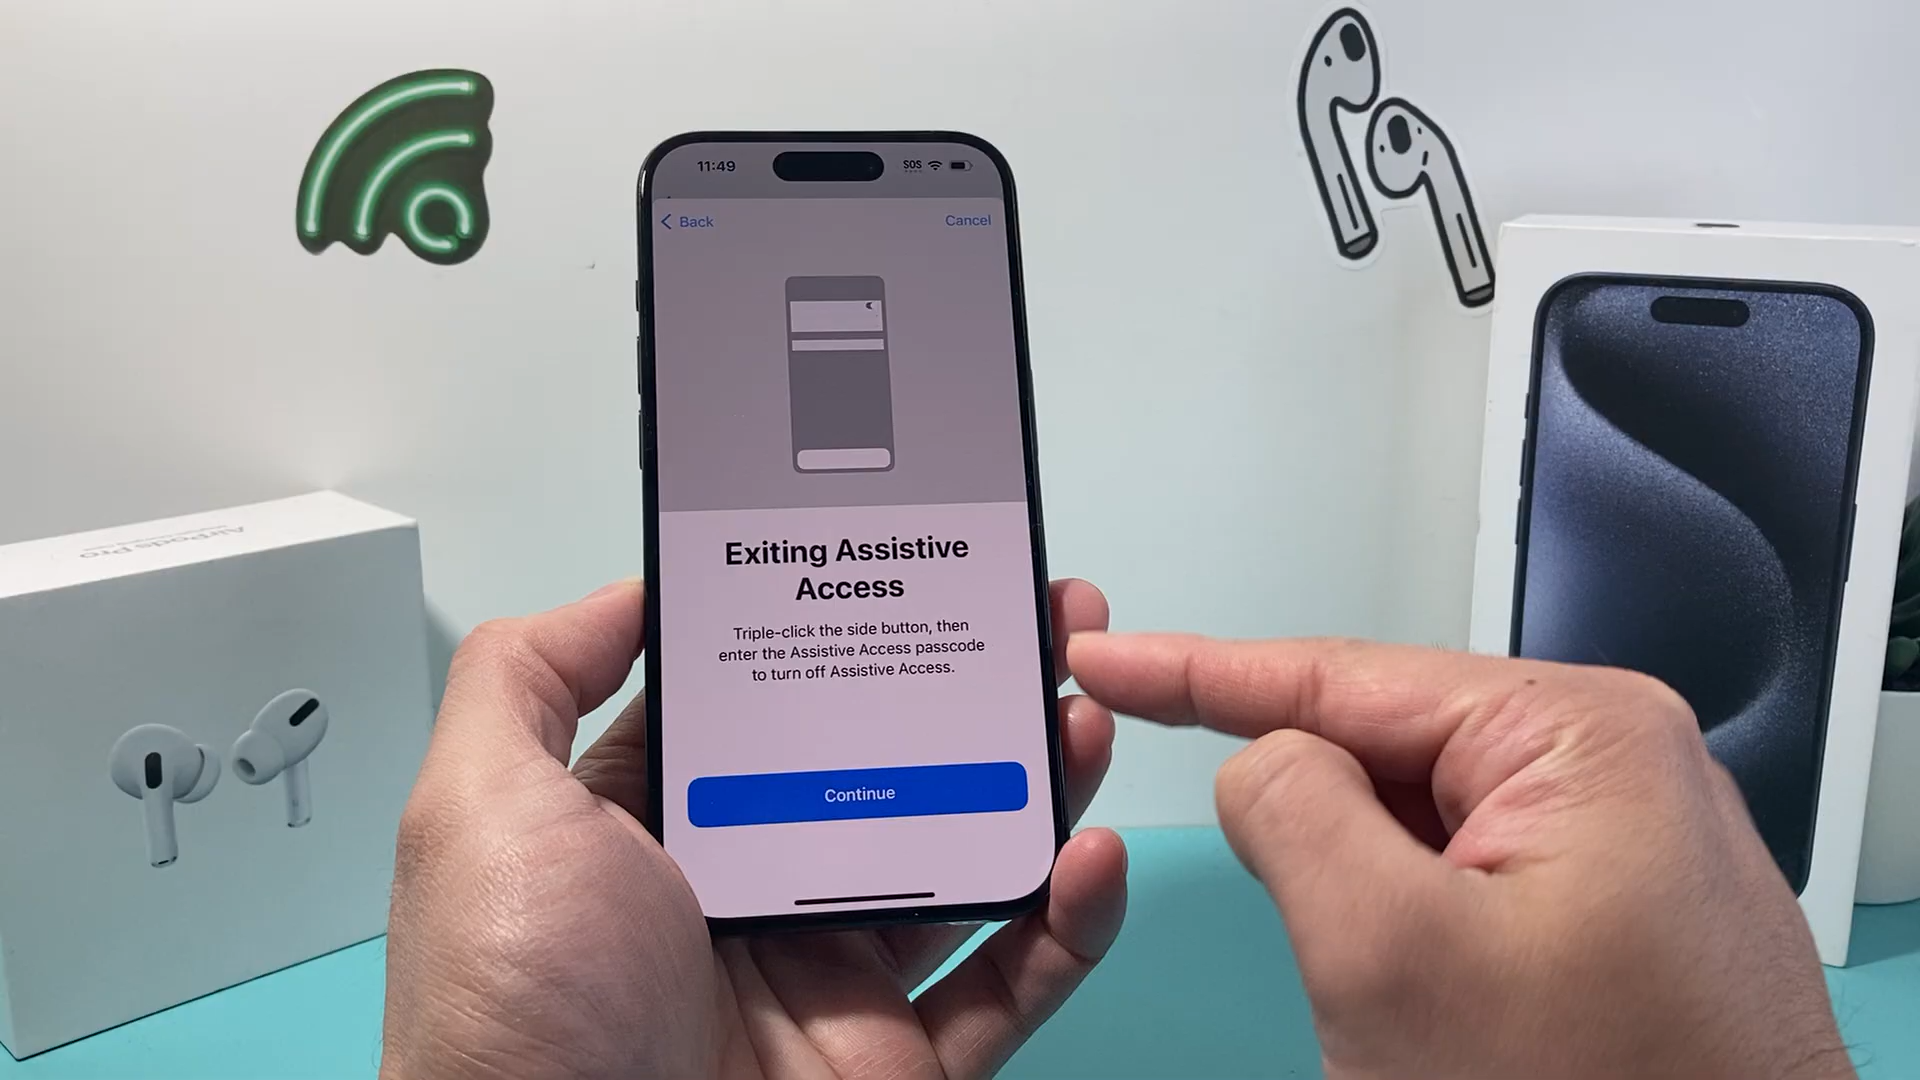 11:49
SOS
Back
Cancel
Exiting Assistive
Access
Triple-click the side button, then
enter the Assistive Access passcode
to turn off Assistive Access.
Continue
AirPods Pro